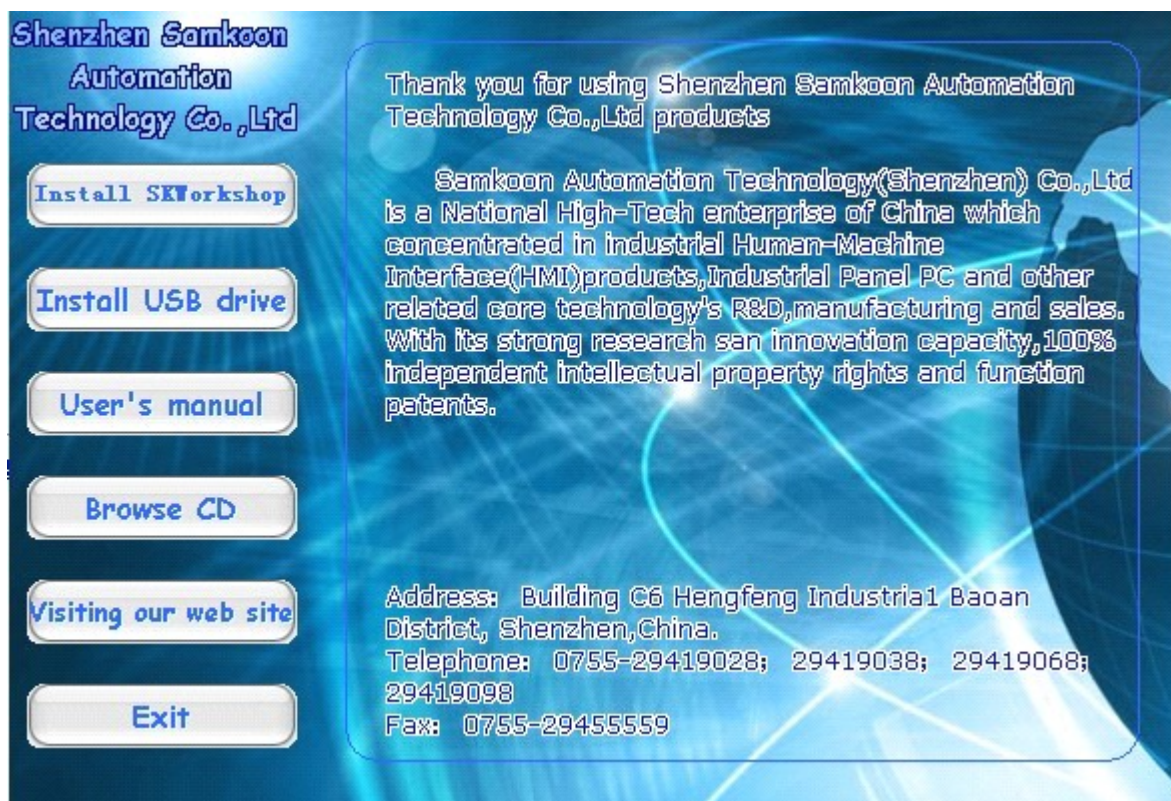 Shenzhen Samkoon
Automation
Technology Co.,Ltd
Install SKWorkshop
Install USB drive
User's manual
Browse CD
Visiting our web site
Exit
Thank you for using Shenzhen Samkoon Automation
Technology Co.,Ltd products
Samkoon Automation Technology(Shenzhen) Co.,Ltd
is a National High-Tech enterprise of China which
concentrated in industrial Human-Machine
Interface(HMI)products,Industrial Panel PC and other
related core technology's R&D,manufacturing and sales.
With its strong research san innovation capacity,100%
independent intellectual property rights and function
patents.
Address: Building C6 Hengfeng Industria1 Baoan
District, Shenzhen,China.
Telephone: 0755-29419028; 29419038; 29419068;
29419098
Fax: 0755-29455559